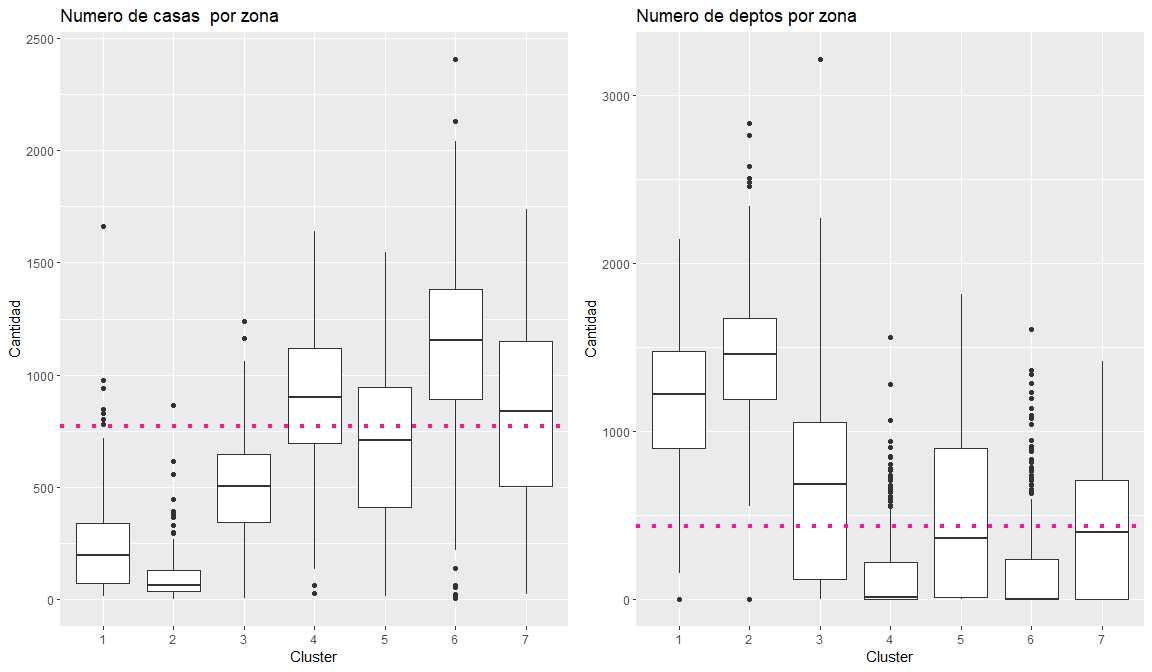 Numero de casas  por zona
2500
2000
1500
1000
500
0
Cantidad
1 2 3 4 5 6 7
Cluster
Numero de deptos por zona
3000
2000
1000
0
Cantidad
1 2 3 4 5 6 7
Cluster